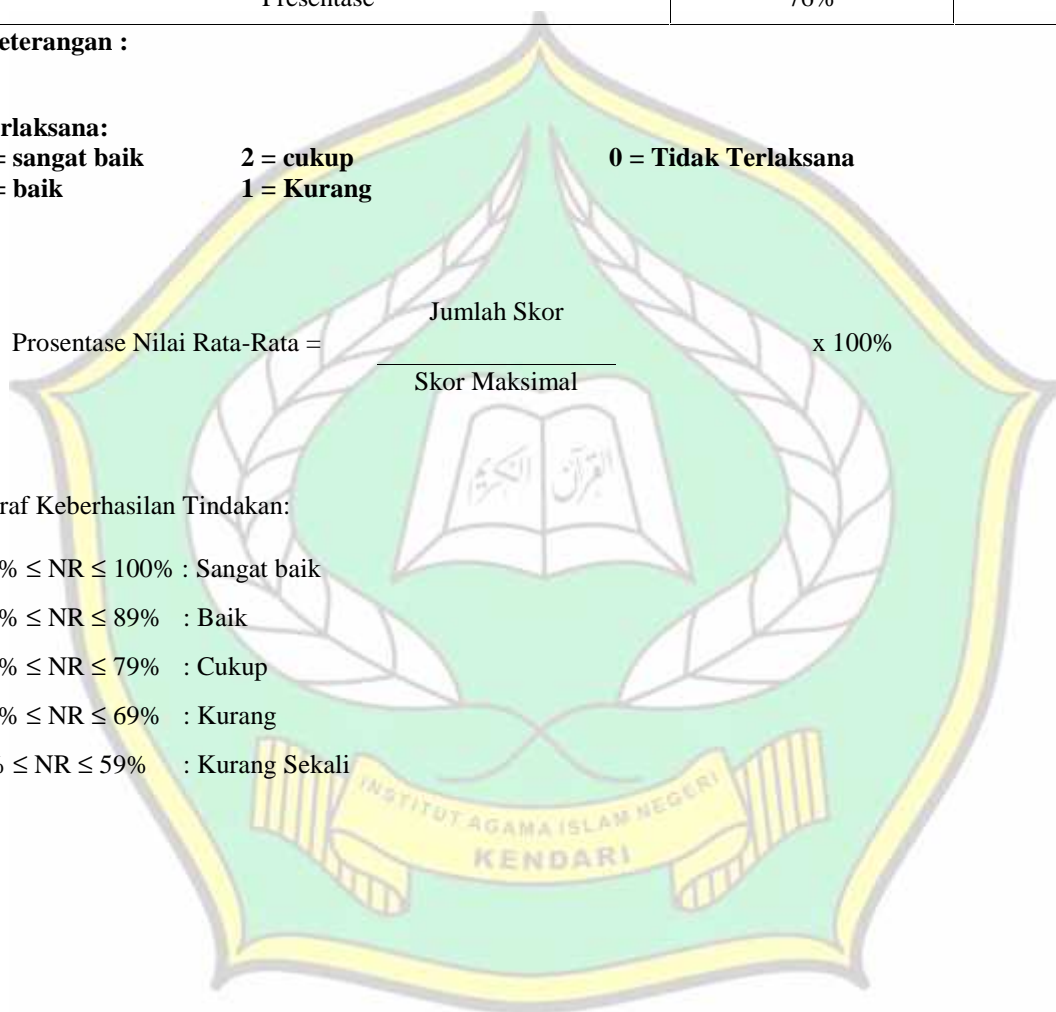 Presentase 76%
eterangan :
rlaksana:
= sangat baik 2 = cukup 0 = Tidak Terlaksana
= baik 1 = Kurang
Jumlah Skor
Prosentase Nilai Rata-Rata = x 100%
Skor Maksimal
القرآن الكريم
raf Keberhasilan Tindakan:
% ≤ NR ≤ 100% : Sangat baik
% ≤ NR ≤ 89% : Baik
% ≤ NR ≤ 79% : Cukup
% ≤ NR ≤ 69% : Kurang
% ≤ NR ≤ 59% : Kurang Sekali
INSTITUT AGAMA ISLAM NEGERI
KENDARI